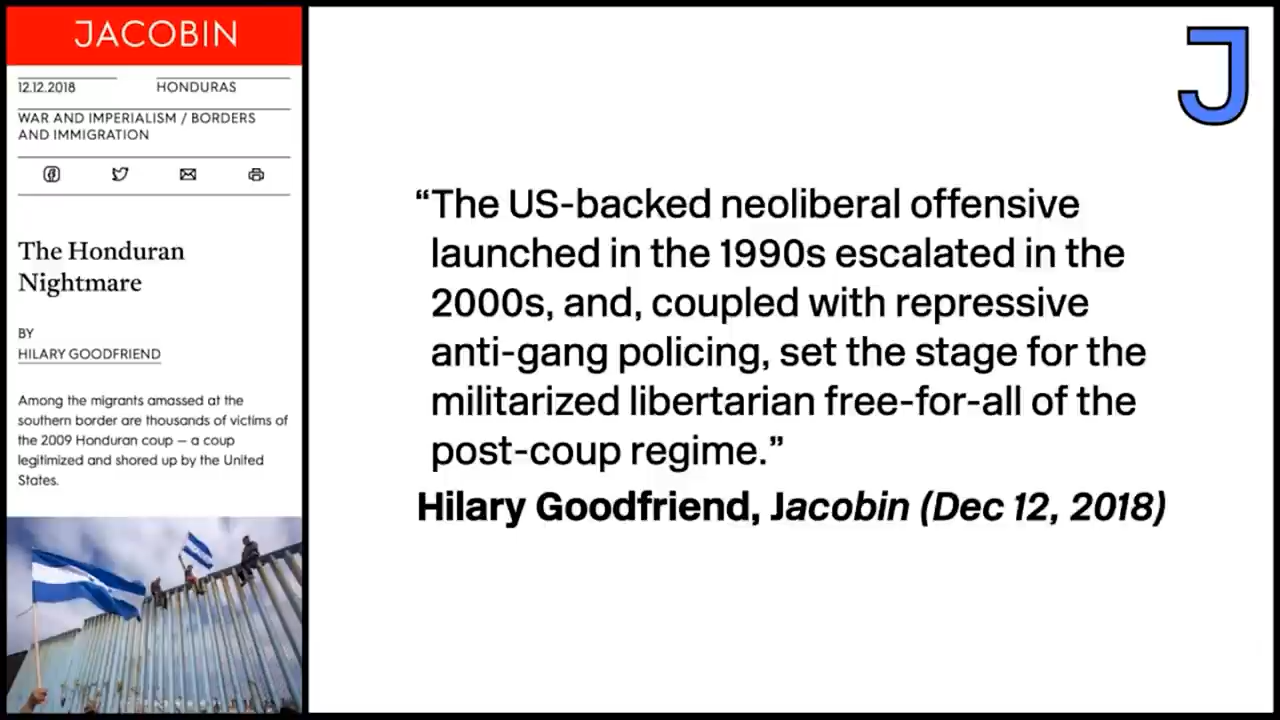 JACOBIN
12.12.2018
HONDURAS
WAR AND IMPERIALISM / BORDERS
AND IMMIGRATION
The Honduran
Nightmare
BY
HILARY GOODFRIEND
Among the migrants amassed at the
southern border are thousands of victims of
the 2009 Honduran coup — a coup
legitimized and shored up by the United
States.
J
“The US-backed neoliberal offensive
launched in the 1990s escalated in the
2000s, and, coupled with repressive
anti-gang policing, set the stage for the
militarized libertarian free-for-all of the
post-coup regime.”
Hilary Goodfriend, Jacobin (Dec 12, 2018)